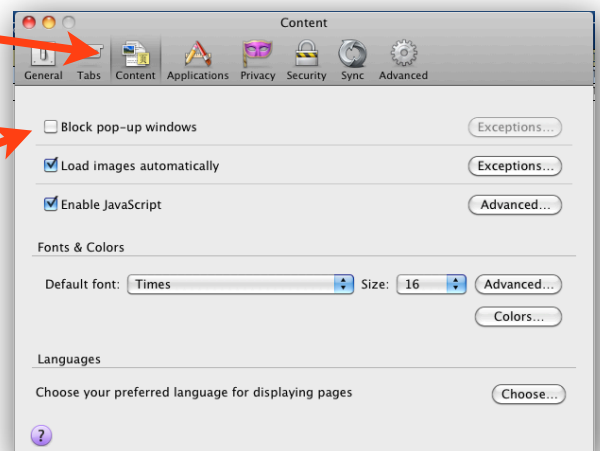 Content
General Tabs Content Applications Privacy Security Sync Advanced
Block pop-up windows Exceptions...
Load images automatically Exceptions...
Enable JavaScript Advanced...
Fonts & Colors
Default font: Times Size: 16 Advanced...
Colors...
Languages
Choose your preferred language for displaying pages Choose...
?